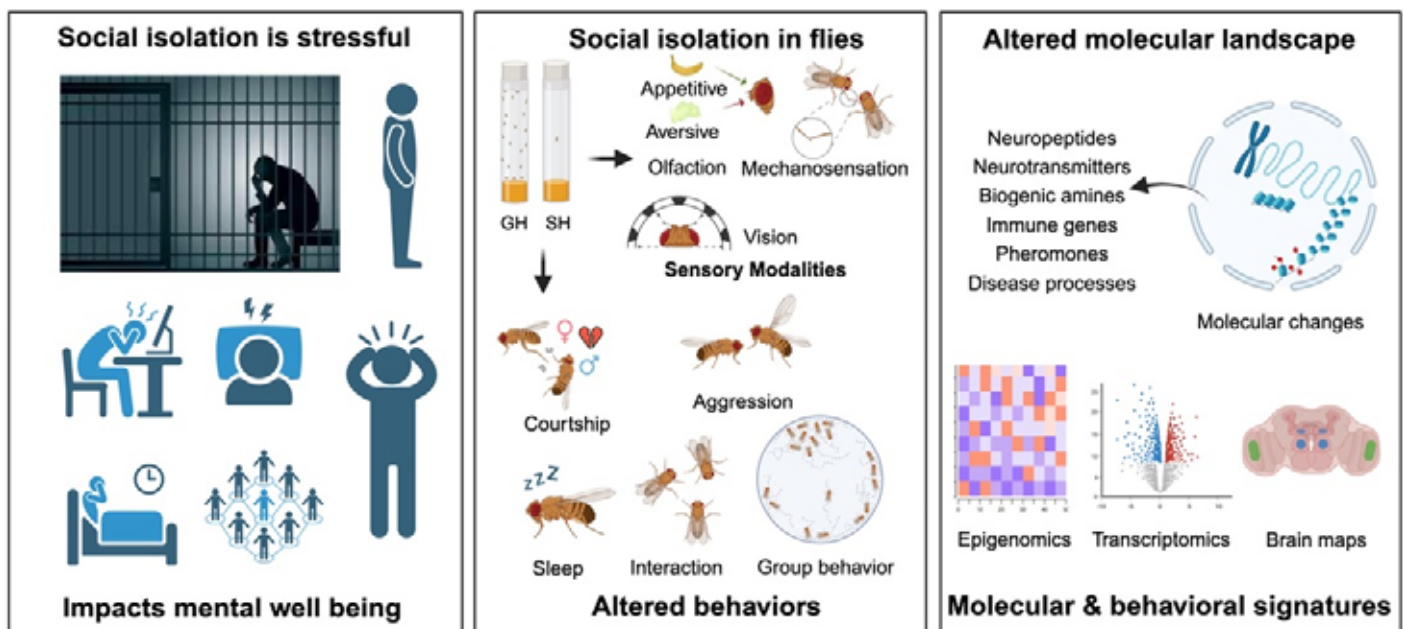 Social isolation is stressful
Impacts mental well being
Social isolation in flies
Appetitive
Aversive
Olfaction
Mechanosensation
GH
SH
Vision
Sensory Modalities
Courtship
Aggression
zzz
Sleep
Interaction
Group behavior
Altered behaviors
Altered molecular landscape
Neuropeptides
Neurotransmitters
Biogenic amines
Immune genes
Pheromones
Disease processes
Molecular changes
Epigenomics
Transcriptomics
Brain maps
Molecular & behavioral signatures